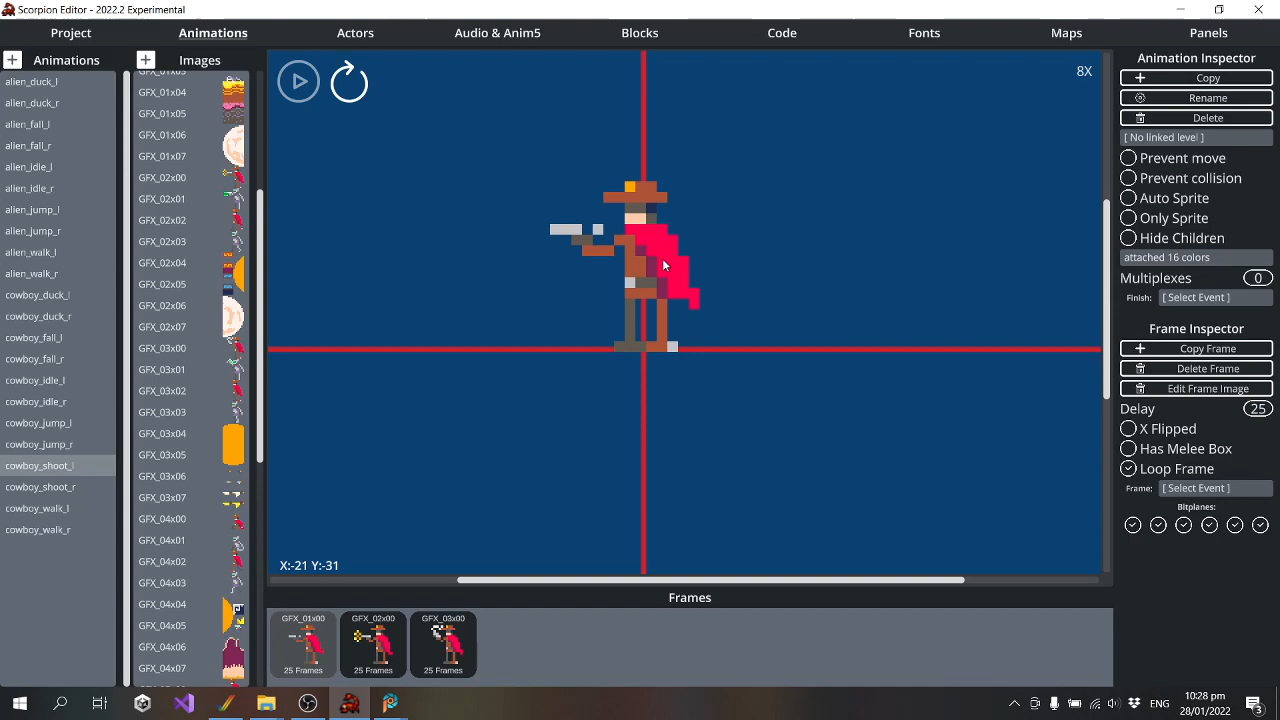 Scorpion Editor - 2022.2 Experimental
Project
Animations
Actors
Audio & Anim5
Blocks
Code
Fonts
Maps
Panels
+ Animations
alien_duck_l
alien_duck_r
alien_fall_l
alien_fall_r
alien_idle_l
alien_idle_r
alien_jump_l
alien_jump_r
alien_walk_l
alien_walk_r
cowboy_duck_l
cowboy_duck_r
cowboy_fall_l
cowboy_fall_r
cowboy_idle_l
cowboy_idle_r
cowboy_jump_l
cowboy_jump_r
cowboy_shoot_l
cowboy_shoot_r
cowboy_walk_l
cowboy_walk_r
+ Images
GFX_01x03
GFX_01x04
GFX_01x05
GFX_01x06
GFX_01x07
GFX_02x00
GFX_02x01
GFX_02x02
GFX_02x03
GFX_02x04
GFX_02x05
GFX_02x06
GFX_02x07
GFX_03x00
GFX_03x01
GFX_03x02
GFX_03x03
GFX_03x04
GFX_03x05
GFX_03x06
GFX_03x07
GFX_04x00
GFX_04x01
GFX_04x02
GFX_04x03
GFX_04x04
GFX_04x05
GFX_04x06
GFX_04x07
8X
X:-21 Y:-31
Frames
GFX_01x00
25 Frames
GFX_02x00
25 Frames
GFX_03x00
25 Frames
Animation Inspector
+ Copy
Rename
Delete
[ No linked level ]
Prevent move
Prevent collision
Auto Sprite
Only Sprite
Hide Children
attached 16 colors
Multiplexes 0
Finish: [ Select Event ]
Frame Inspector
+ Copy Frame
Delete Frame
Edit Frame Image
Delay 25
X Flipped
Has Melee Box
Loop Frame
Frame: [ Select Event ]
Bitplanes:
ENG
10:28 pm
28/01/2022
3